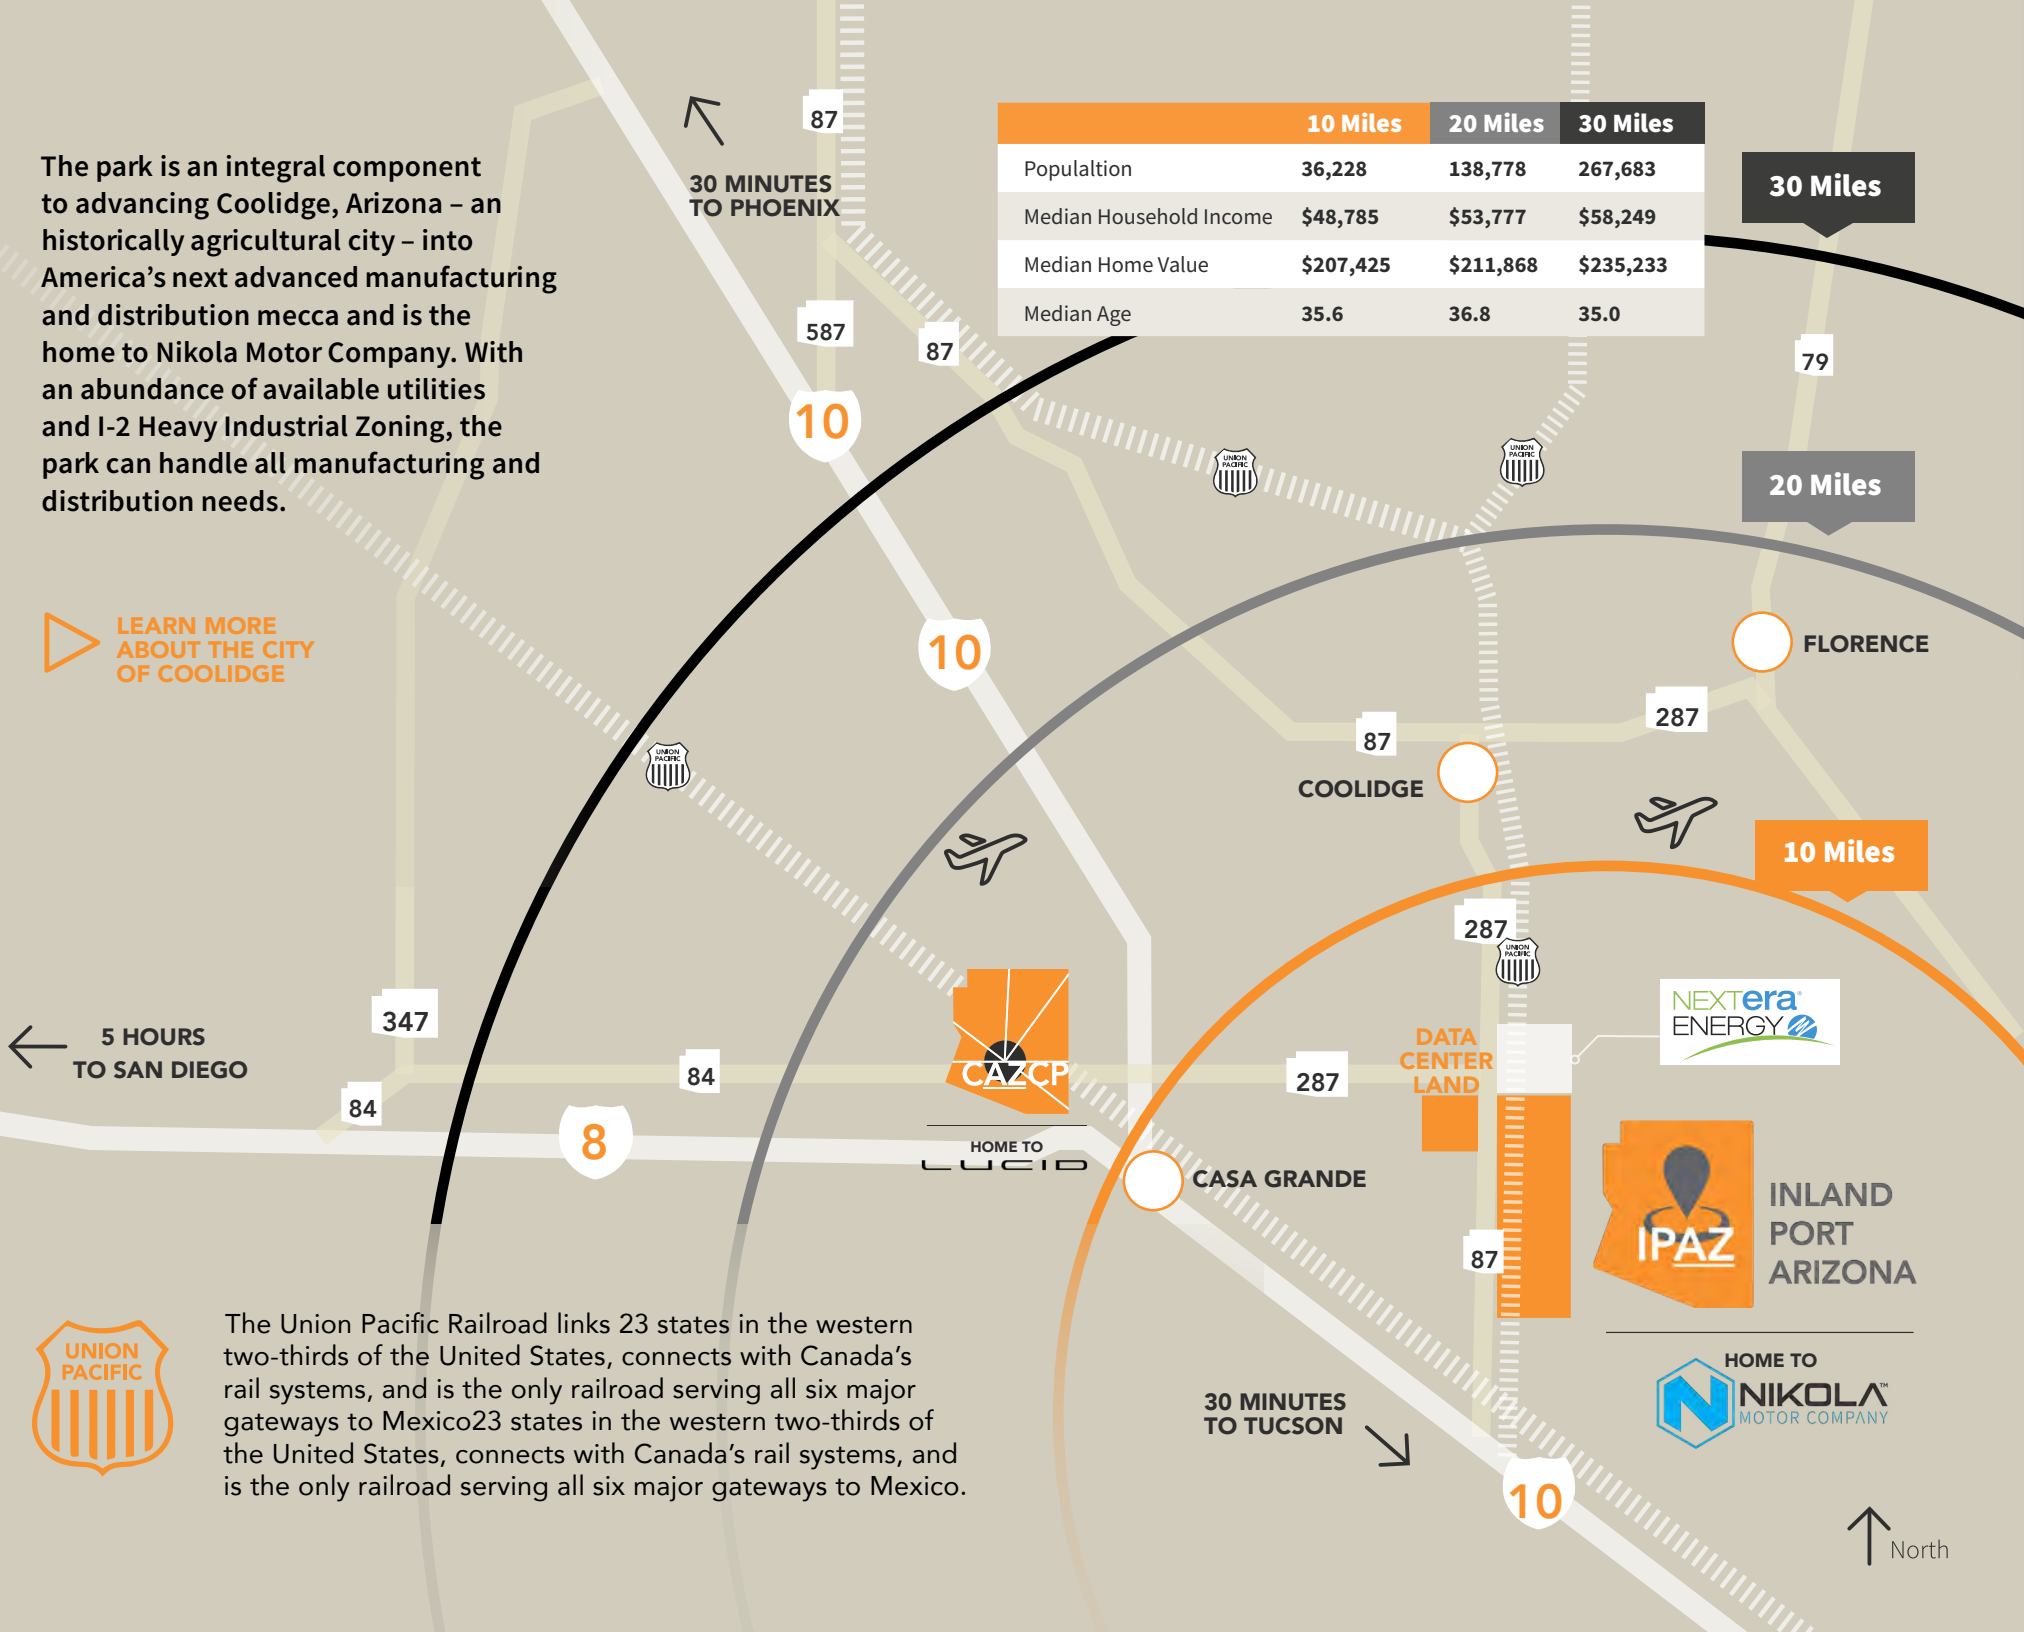 The park is an integral component
to advancing Coolidge, Arizona – an
historically agricultural city – into
America's next advanced manufacturing
and distribution mecca and is the
home to Nikola Motor Company. With
an abundance of available utilities
and I-2 Heavy Industrial Zoning, the
park can handle all manufacturing and
distribution needs.
LEARN MORE
ABOUT THE CITY
OF COOLIDGE
87
30 MINUTES
TO PHOENIX
10 Miles 20 Miles 30 Miles
Populaltion 36,228 138,778 267,683
Median Household Income $48,785 $53,777 $58,249
Median Home Value $207,425 $211,868 $235,233
Median Age 35.6 36.8 35.0
30 Miles
587
87
79
10
UNION
PACIFIC
UNION
PACIFIC
20 Miles
10
FLORENCE
287
87
UNION
PACIFIC
COOLIDGE
10 Miles
287
UNION
PACIFIC
NEXTera®
ENERGY
5 HOURS
TO SAN DIEGO
347
84
84
8
CAZCP
HOME TO
LUCID
287
DATA
CENTER
LAND
CASA GRANDE
87
IPAZ
INLAND
PORT
ARIZONA
HOME TO
NIKOLA™
MOTOR COMPANY
UNION
PACIFIC
The Union Pacific Railroad links 23 states in the western
two-thirds of the United States, connects with Canada's
rail systems, and is the only railroad serving all six major
gateways to Mexico23 states in the western two-thirds of
the United States, connects with Canada's rail systems, and
is the only railroad serving all six major gateways to Mexico.
30 MINUTES
TO TUCSON
10
North